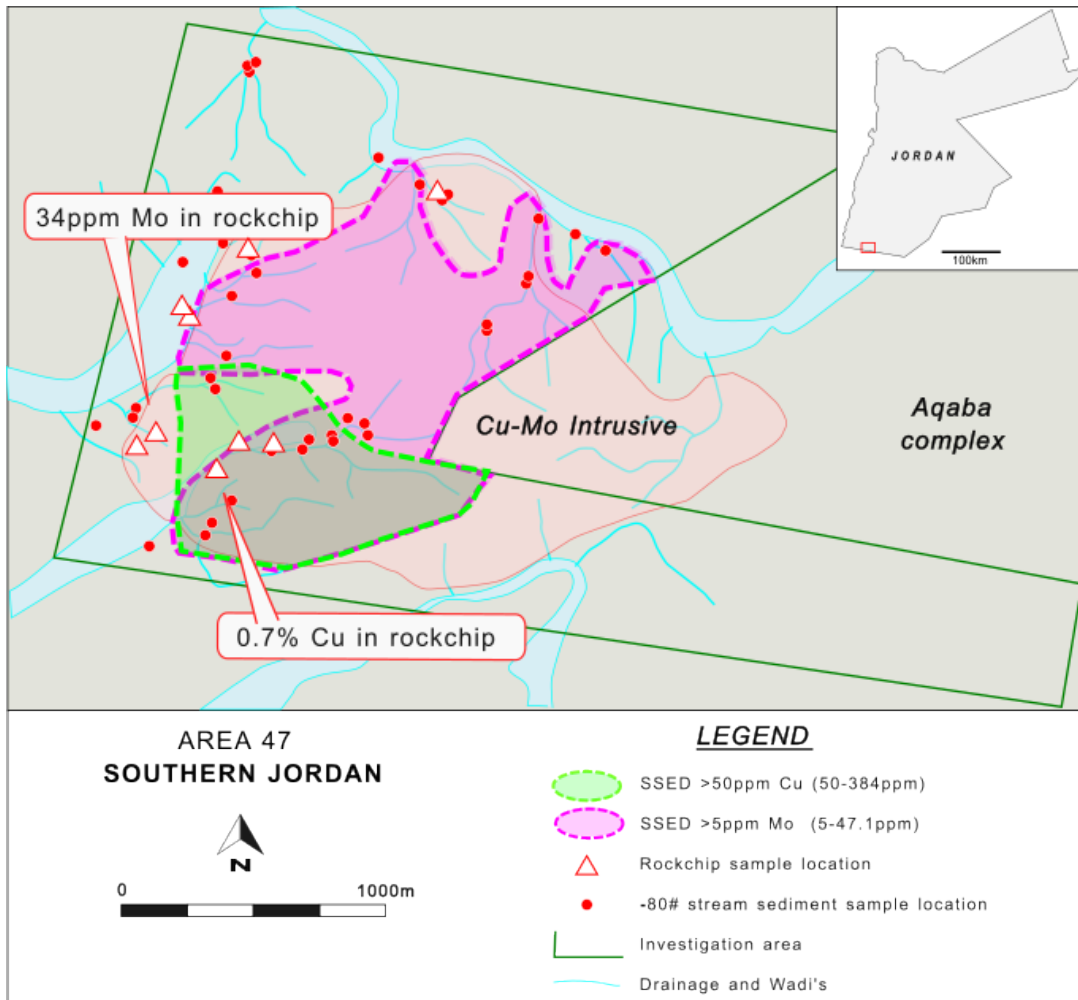 JORDAN
100km
34ppm Mo in rockchip
Cu-Mo Intrusive
Aqaba
complex
0.7% Cu in rockchip
AREA 47
SOUTHERN JORDAN
N
0 1000m
LEGEND
SSED >50ppm Cu (50-384ppm)
SSED >5ppm Mo (5-47.1ppm)
Rockchip sample location
-80# stream sediment sample location
Investigation area
Drainage and Wadi's